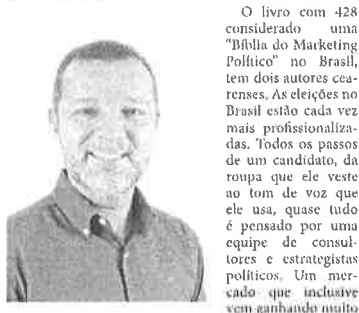 O livro com 428
considerado uma
"Bíblia do Marketing
Político" no Brasil,
tem dois autores cea-
renses. As eleições no
Brasil estão cada vez
mais profissionaliza-
das. Todos os passos
de um candidato, da
roupa que ele veste
ao tom de voz que
ele usa, quase tudo
é pensado por uma
equipe de consul-
tores e estrategistas
políticos. Um mer-
cado que inclusive
vem ganhando muito